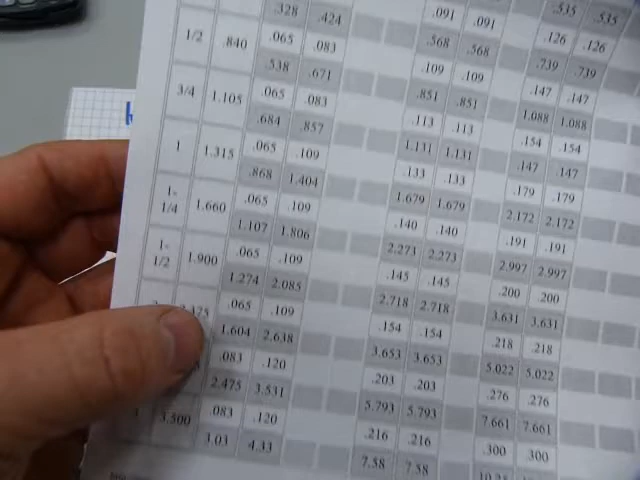 .328 .424 .091 .091 .535 .535
1/2 .840 .065 .083 .568 .568 .126 .126
.538 .671 .109 .109 .739 .739
3/4 1.105 .065 .083 .851 .851 .147 .147
.684 .857 .113 .113 1.088 1.088
1 1.315 .065 .109 1.131 1.131 .154 .154
.868 1.404 .133 .133 .147 .147
1-1/4 1.660 .065 .109 1.679 1.679 .179 .179
1.107 1.806 .140 .140 2.172 2.172
1-1/2 1.900 .065 .109 2.273 2.273 .191 .191
1.274 2.085 .145 .145 2.997 2.997
.065 .109 2.718 2.718 .200 .200
1.604 2.638 .154 .154 3.631 3.631
.083 .120 3.653 3.653 .218 .218
2.475 3.531 .203 .203 5.022 5.022
3.500 .083 .120 5.793 5.793 .276 .276
3.03 4.33 .216 .216 7.661 7.661
7.58 7.58 .300 .300